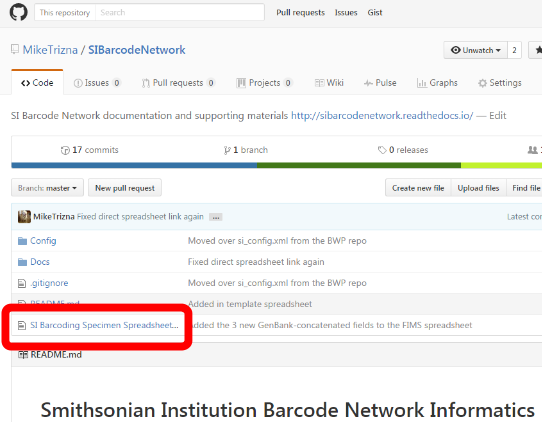 This repository Search Pull requests Issues Gist
MikeTrizna / SIBarcodeNetwork Unwatch 2
Code Issues 0 Pull requests 0 Projects 0 Wiki Pulse Graphs Settings
SI Barcode Network documentation and supporting materials http://sibarcodenetwork.readthedocs.io/ — Edit
17 commits 1 branch 0 releases
Branch: master New pull request Create new file Upload files Find file
MikeTrizna Fixed direct spreadsheet link again ... Latest com
Config Moved over si_config.xml from the BWP repo
Docs Fixed direct spreadsheet link again
.gitignore Moved over si_config.xml from the BWP repo
README.md Added in template spreadsheet
SI Barcoding Specimen Spreadsheet... Added the 3 new GenBank-concatenated fields to the FIMS spreadsheet
README.md
Smithsonian Institution Barcode Network Informatics